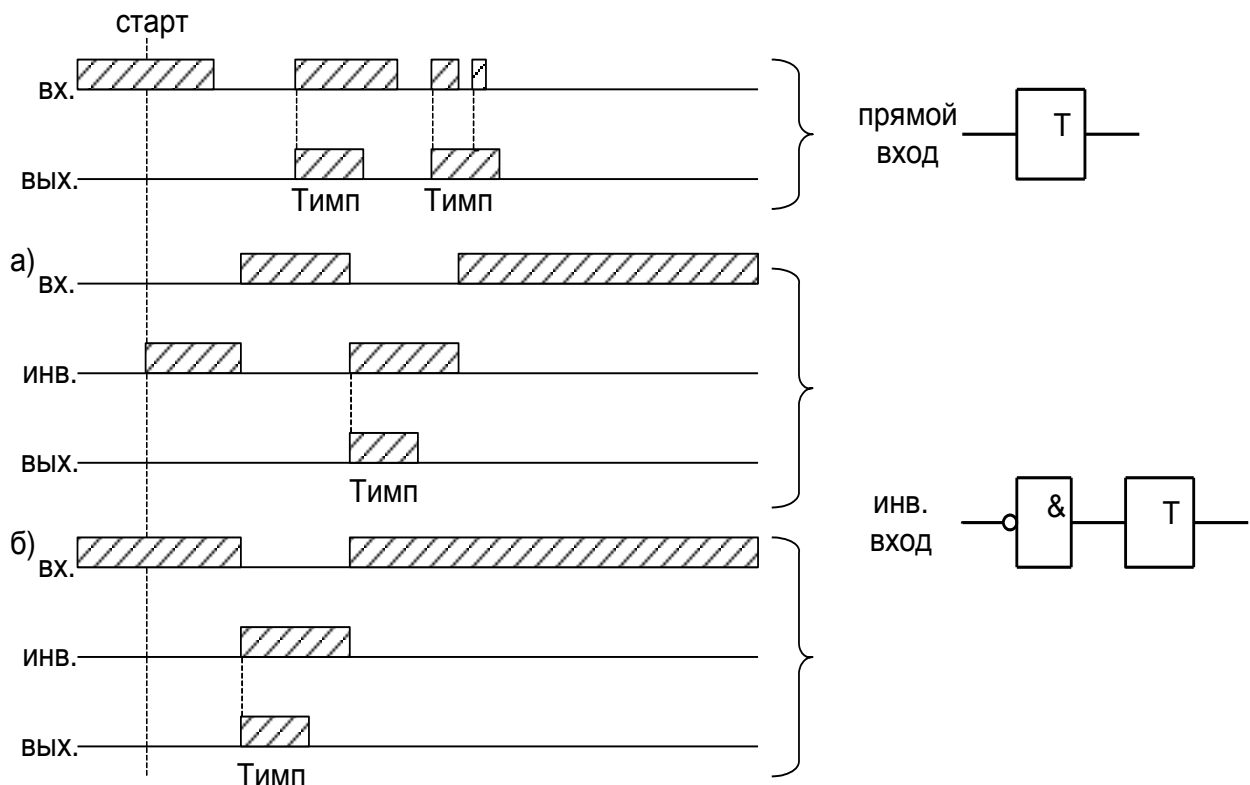 старт
вх.
вых.
Тимп Тимп
прямой
вход
T
а)
вх.
инв.
вых.
Тимп
инв.
вход
&
T
б)
вх.
инв.
вых.
Тимп